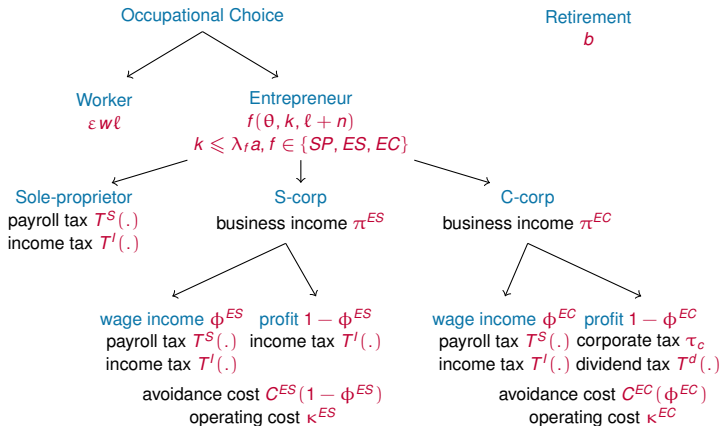 Occupational Choice
Retirement
b
Worker
εwℓ
Entrepreneur
f(θ, k, ℓ + n)
k ⩽ λ_f a, f ∈ {SP, ES, EC}
Sole-proprietor
payroll tax T^S(.)
income tax T^I(.)
S-corp
business income π^ES
C-corp
business income π^EC
wage income ϕ^ES
payroll tax T^S(.)
income tax T^I(.)
profit 1 − ϕ^ES
income tax T^I(.)
avoidance cost C^ES(1 − ϕ^ES)
operating cost κ^ES
wage income ϕ^EC
payroll tax T^S(.)
income tax T^I(.)
profit 1 − ϕ^EC
corporate tax τ_c
dividend tax T^d(.)
avoidance cost C^EC(ϕ^EC)
operating cost κ^EC